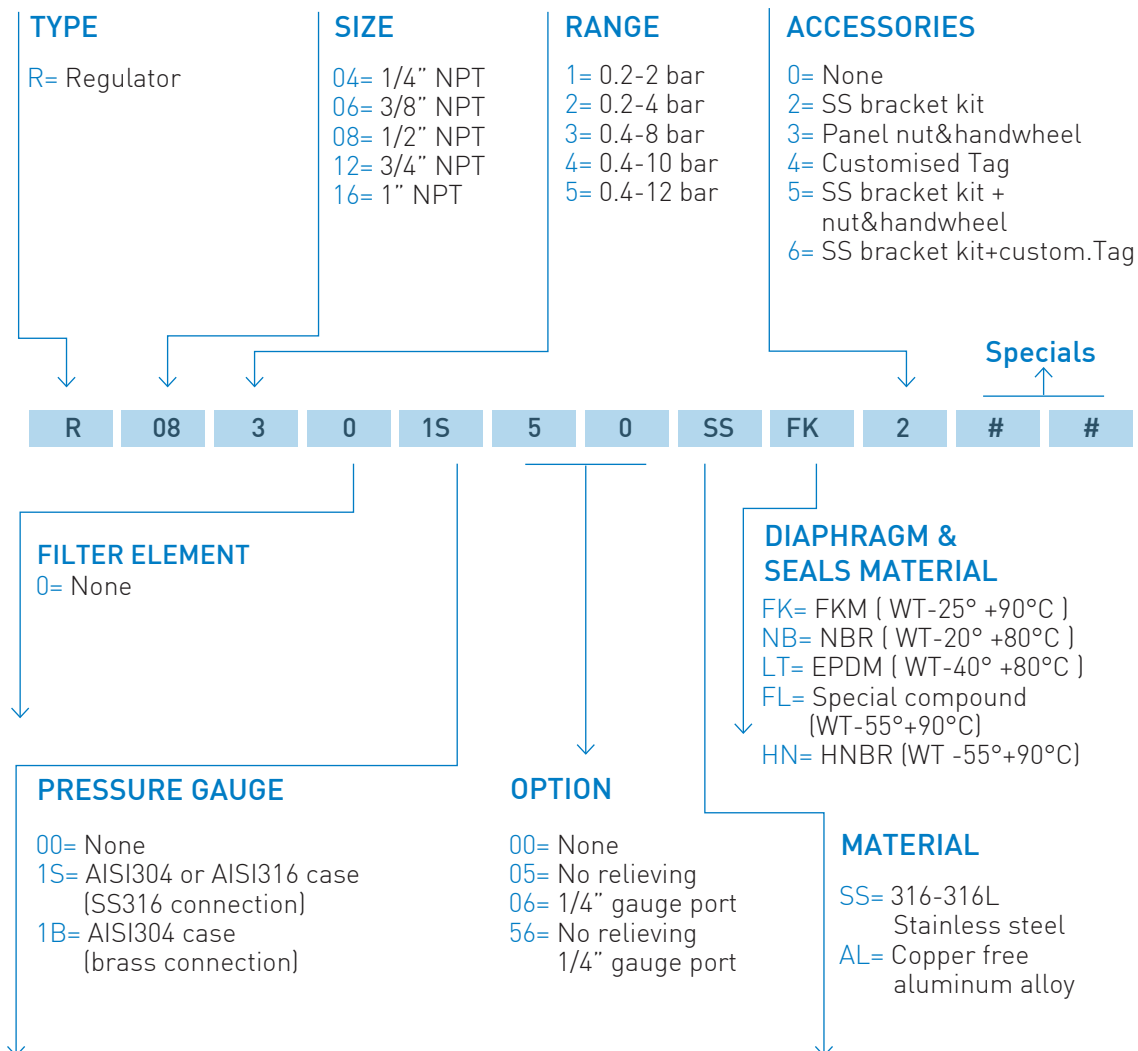 TYPE
R= Regulator
SIZE
04= 1/4” NPT
06= 3/8” NPT
08= 1/2” NPT
12= 3/4” NPT
16= 1” NPT
RANGE
1= 0.2-2 bar
2= 0.2-4 bar
3= 0.4-8 bar
4= 0.4-10 bar
5= 0.4-12 bar
ACCESSORIES
0= None
2= SS bracket kit
3= Panel nut&handwheel
4= Customised Tag
5= SS bracket kit +
nut&handwheel
6= SS bracket kit+custom.Tag
Specials
R 08 3 0 1S 5 0 SS FK 2 # #
FILTER ELEMENT
0= None
DIAPHRAGM &
SEALS MATERIAL
FK= FKM ( WT-25° +90°C )
NB= NBR ( WT-20° +80°C )
LT= EPDM ( WT-40° +80°C )
FL= Special compound
(WT-55°+90°C)
HN= HNBR (WT -55°+90°C)
PRESSURE GAUGE
00= None
1S= AISI304 or AISI316 case
(SS316 connection)
1B= AISI304 case
(brass connection)
OPTION
00= None
05= No relieving
06= 1/4” gauge port
56= No relieving
1/4” gauge port
MATERIAL
SS= 316-316L
Stainless steel
AL= Copper free
aluminum alloy